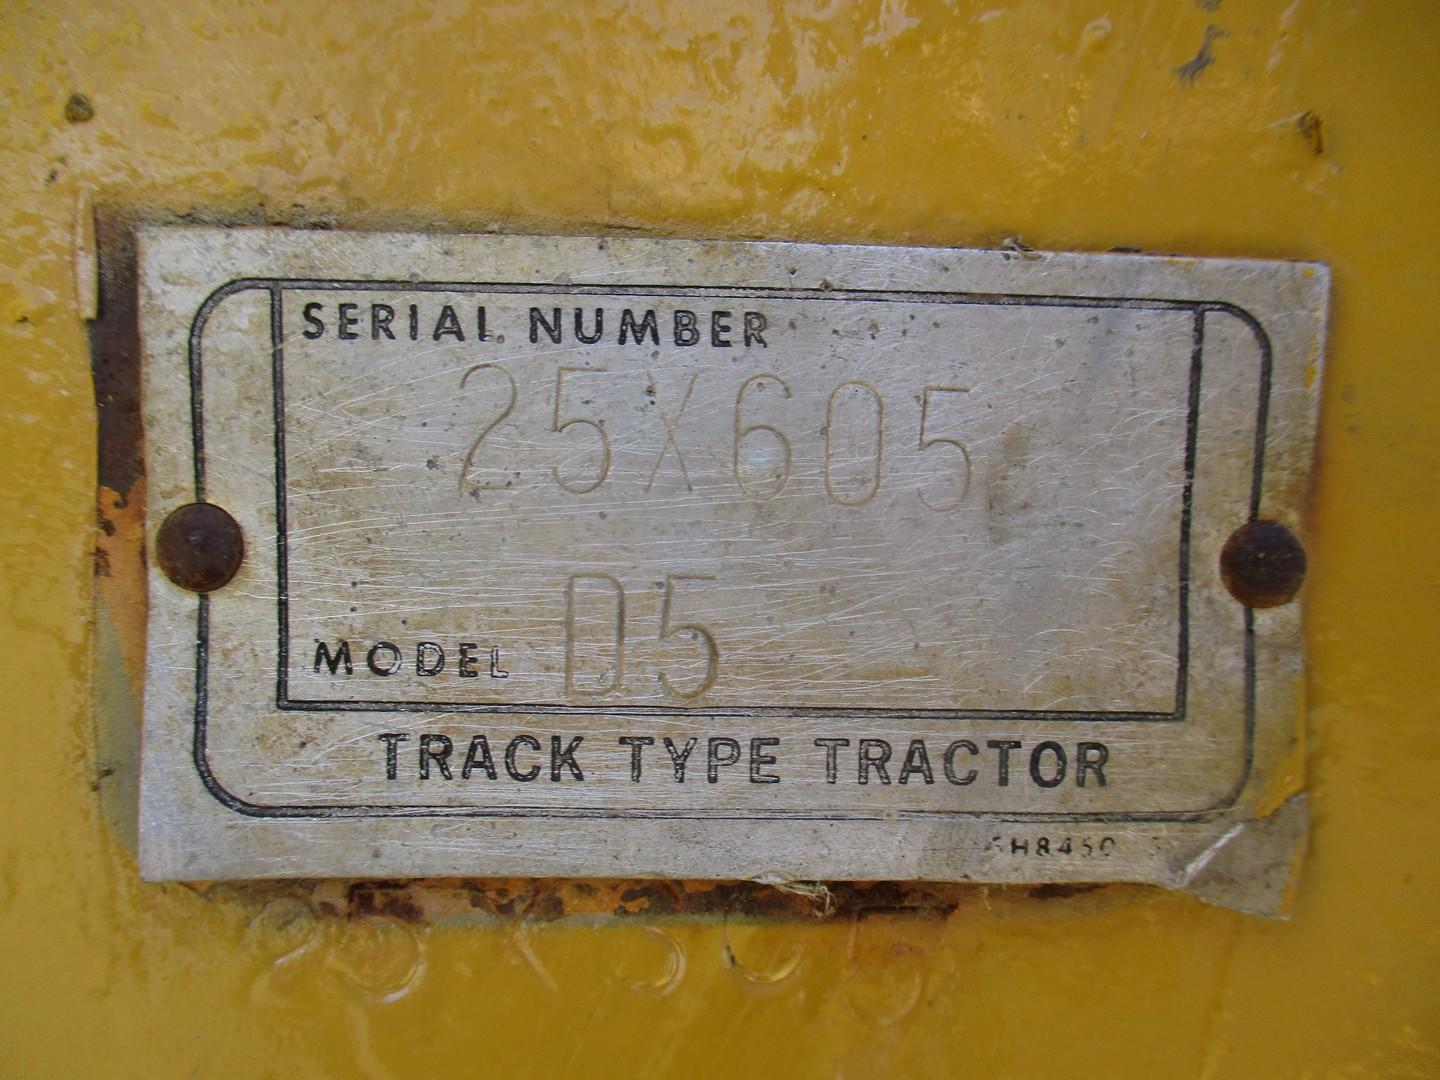 SERIAL NUMBER
25X605
MODEL D5
TRACK TYPE TRACTOR